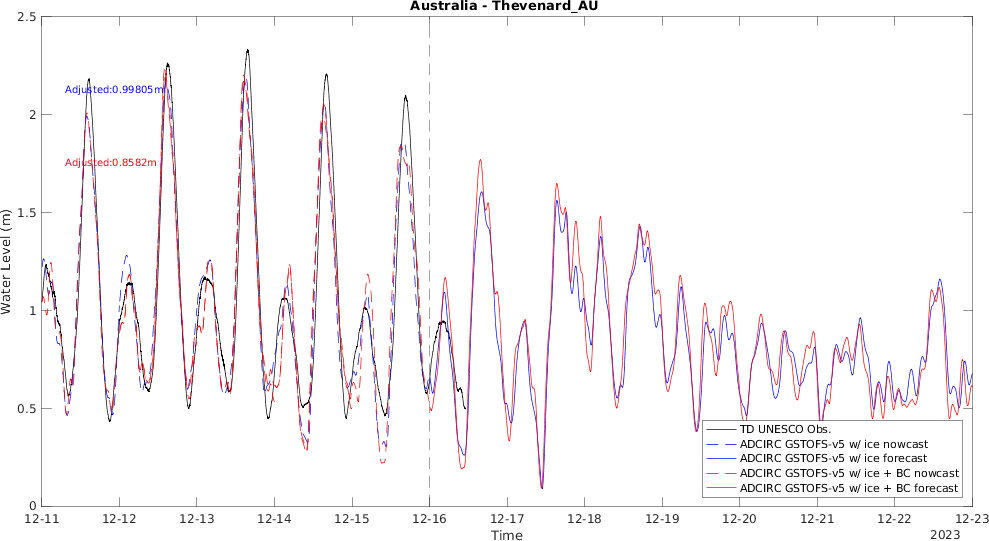 Australia - Thevenard_AU
Water Level (m)
2.5
2
1.5
1
0.5
0
Adjusted:0.99805m
Adjusted:0.8582m
TD UNESCO Obs.
ADCIRC GSTOFS-v5 w/ ice nowcast
ADCIRC GSTOFS-v5 w/ ice forecast
ADCIRC GSTOFS-v5 w/ ice + BC nowcast
ADCIRC GSTOFS-v5 w/ ice + BC forecast
12-11 12-12 12-13 12-14 12-15 12-16 12-17 12-18 12-19 12-20 12-21 12-22 12-23
Time
2023